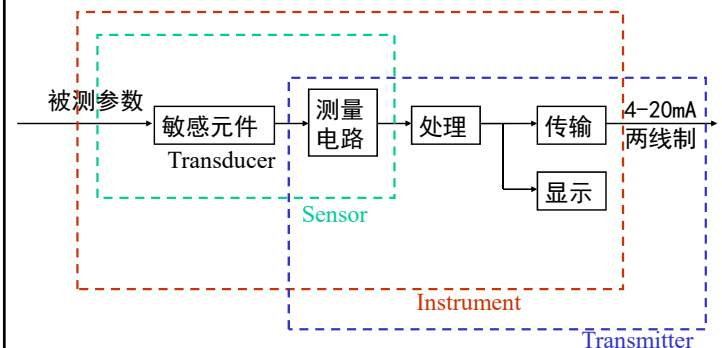 被测参数
敏感元件
Transducer
测量
电路
处理
传输
4-20mA
两线制
显示
Sensor
Instrument
Transmitter